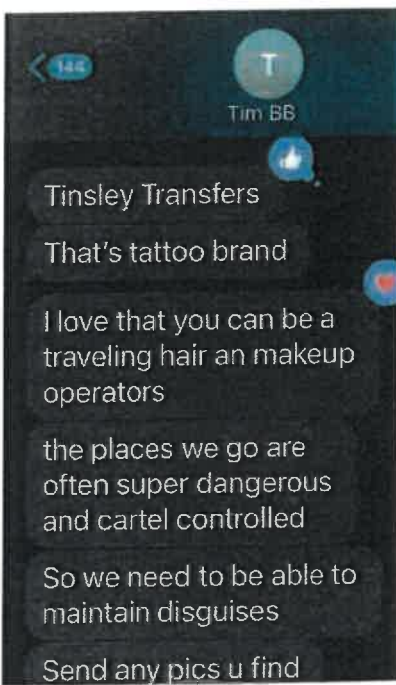 144
T
Tim BB
Tinsley Transfers
That's tattoo brand
I love that you can be a
traveling hair an makeup
operators
the places we go are
often super dangerous
and cartel controlled
So we need to be able to
maintain disguises
Send any pics u find